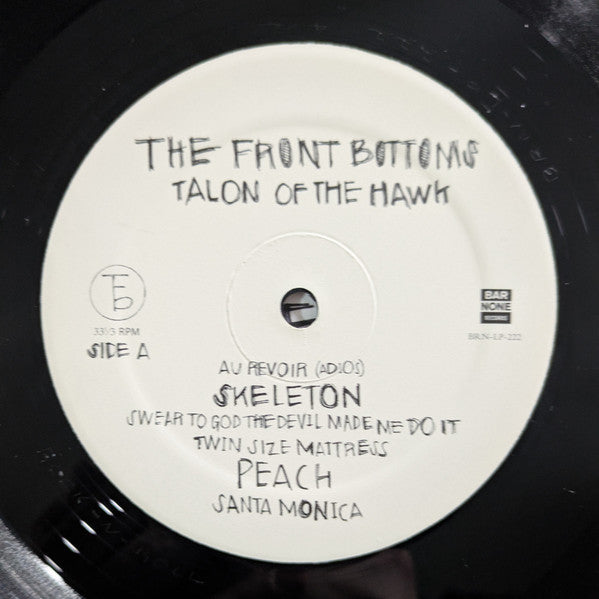 THE FRONT BOTTOMS
TALON OF THE HAWK
TFB
33 1/3 RPM
SIDE A
BAR
NONE
RECORDS
BRN-LP-222
AU REVOIR (ADIOS)
SKELETON
SWEAR TO GOD THE DEVIL MADE ME DO IT
TWIN SIZE MATTRESS
PEACH
SANTA MONICA